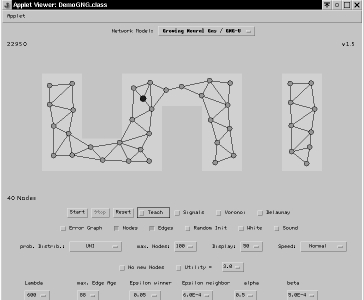 Applet Viewer: DemoGNG.class
Applet
Network Model: Growing Neural Gas / GNG-U
22950 v1.5
40 Nodes
Start Stop Reset Teach Signals Voronoi Delaunay
Error Graph Nodes Edges Random Init White Sound
prob. Distrib.: UNI max. Nodes: 100 Display: 50 Speed: Normal
No new Nodes Utility = 3.0
Lambda max. Edge Age Epsilon winner Epsilon neighbor alpha beta
600 88 0.05 6.0E-4 0.5 5.0E-4